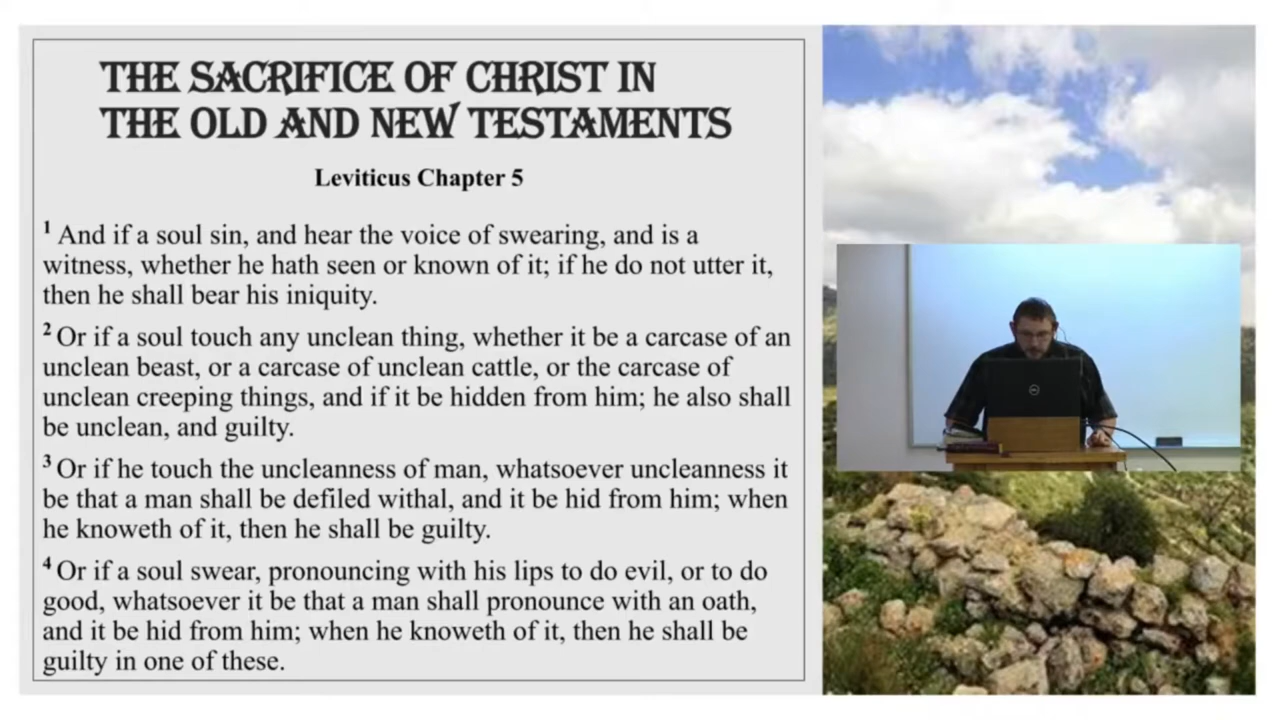 THE SACRIFICE OF CHRIST IN
THE OLD AND NEW TESTAMENTS
Leviticus Chapter 5
1 And if a soul sin, and hear the voice of swearing, and is a
witness, whether he hath seen or known of it; if he do not utter it,
then he shall bear his iniquity.
2 Or if a soul touch any unclean thing, whether it be a carcase of an
unclean beast, or a carcase of unclean cattle, or the carcase of
unclean creeping things, and if it be hidden from him; he also shall
be unclean, and guilty.
3 Or if he touch the uncleanness of man, whatsoever uncleanness it
be that a man shall be defiled withal, and it be hid from him; when
he knoweth of it, then he shall be guilty.
4 Or if a soul swear, pronouncing with his lips to do evil, or to do
good, whatsoever it be that a man shall pronounce with an oath,
and it be hid from him; when he knoweth of it, then he shall be
guilty in one of these.